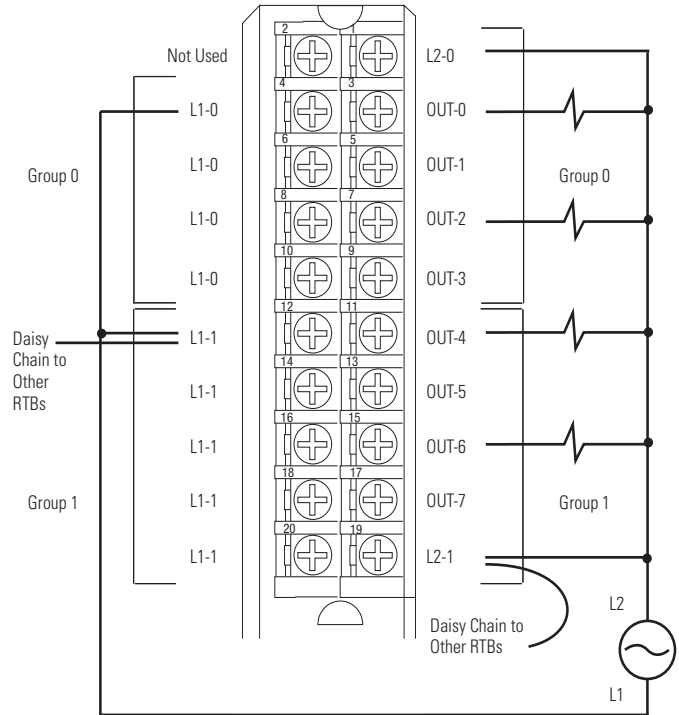 2 1
Not Used L2-0
4 3
L1-0 OUT-0
6 5
L1-0 OUT-1
Group 0 Group 0
8 7
L1-0 OUT-2
10 9
L1-0 OUT-3
12 11
L1-1 OUT-4
Daisy
Chain to
Other
RTBs
14 13
L1-1 OUT-5
16 15
L1-1 OUT-6
18 17
L1-1 OUT-7
Group 1 Group 1
20 19
L1-1 L2-1
Daisy Chain to
Other RTBs
L2
L1